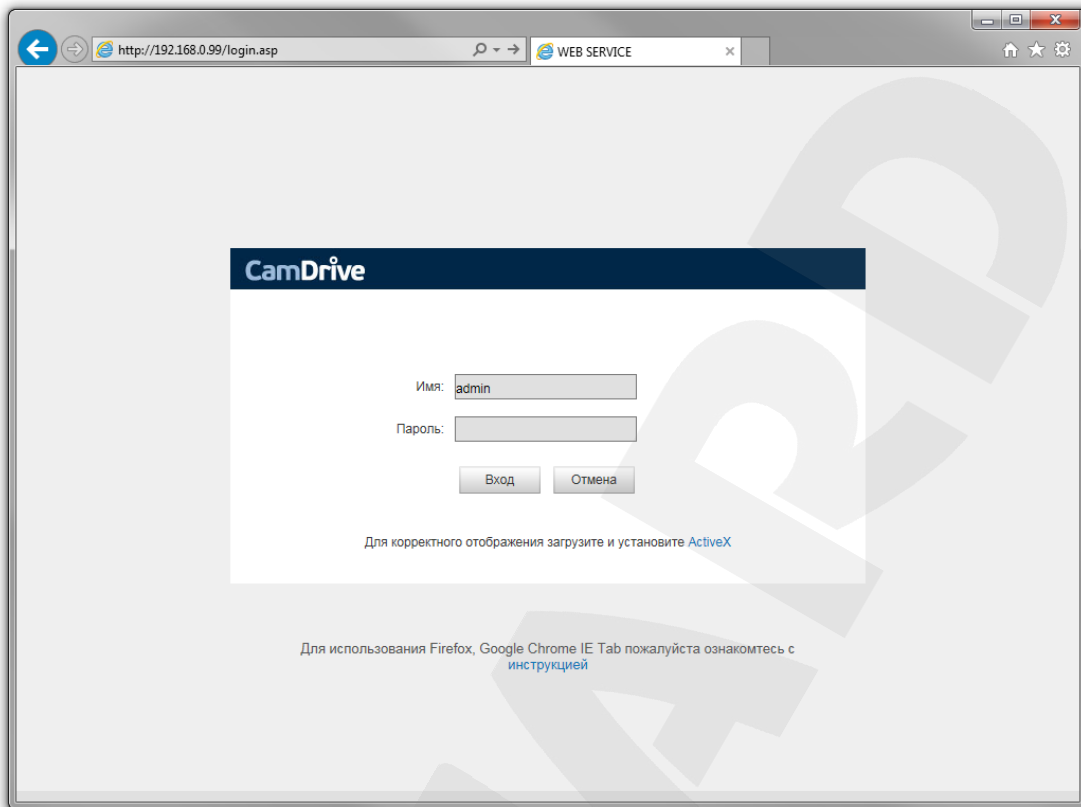 http://192.168.0.99/login.asp
WEB SERVICE
CamDrive
Имя: admin
Пароль:
Вход Отмена
Для корректного отображения загрузите и установите ActiveX
Для использования Firefox, Google Chrome IE Tab пожалуйста ознакомтесь с
инструкцией